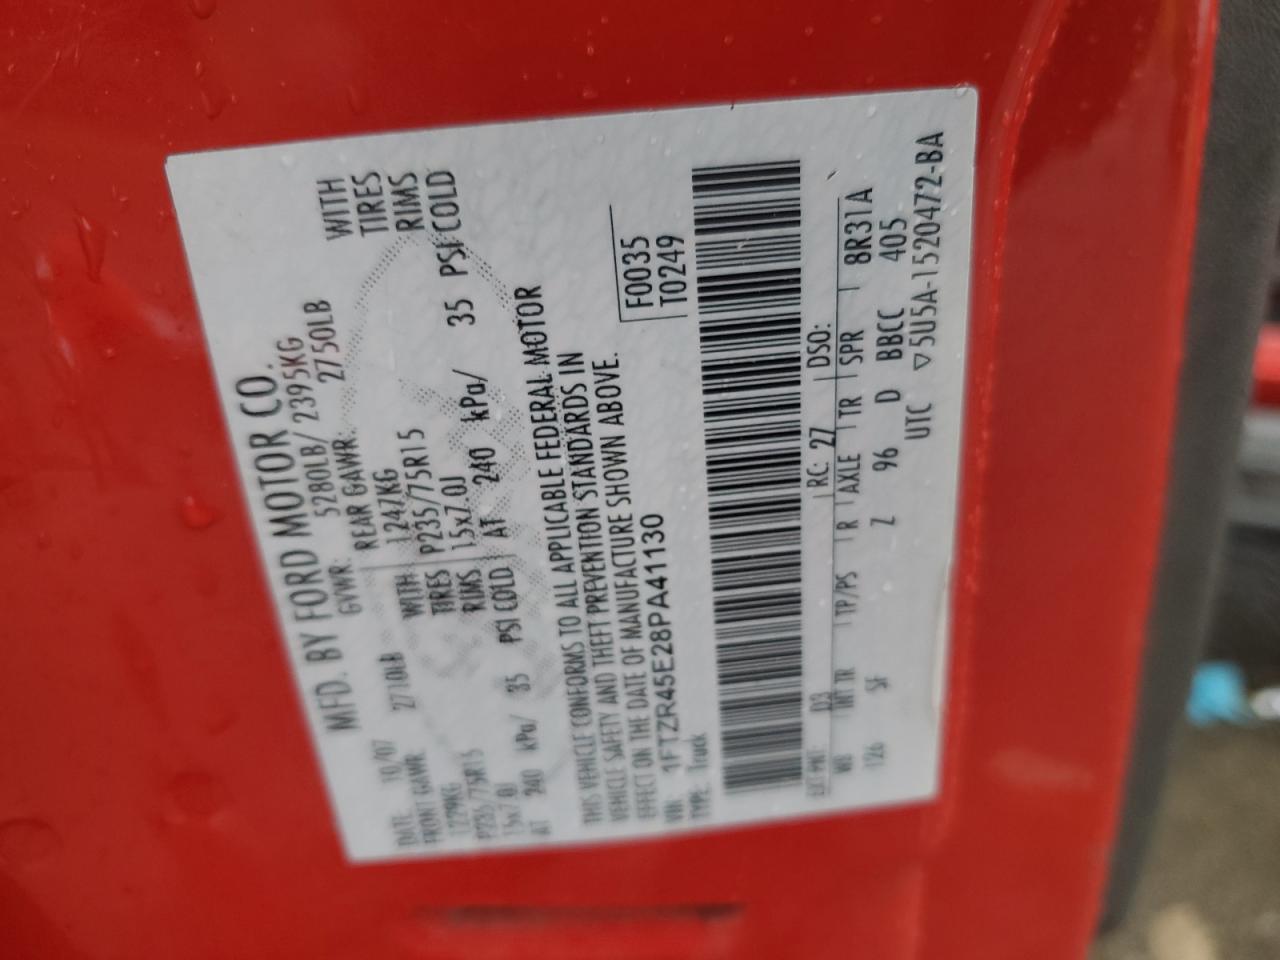 MFD. BY FORD MOTOR CO.
DATE: 10/07 GVWR: 5280LB/ 2395KG
FRONT GAWR: 2710LB REAR GAWR: 2750LB
1229KG WITH 1247KG WITH
P235/75R15 TIRES P235/75R15 TIRES
15x7.0J RIMS 15x7.0J RIMS
AT 240 kPa/ 35 PSI COLD AT 240 kPa/ 35 PSI COLD
THIS VEHICLE CONFORMS TO ALL APPLICABLE FEDERAL MOTOR
VEHICLE SAFETY AND THEFT PREVENTION STANDARDS IN
EFFECT ON THE DATE OF MANUFACTURE SHOWN ABOVE.
VIN: 1FTZR45E28PA41130 F0035
TYPE: Truck T0249
EXT PNT: D3 RC: 27 DSO:
WB INT TR TP/PS R AXLE TR SPR 8R31A
126 SF Z 96 D BBCC 405
UTC ▽5U5A-1520472-BA